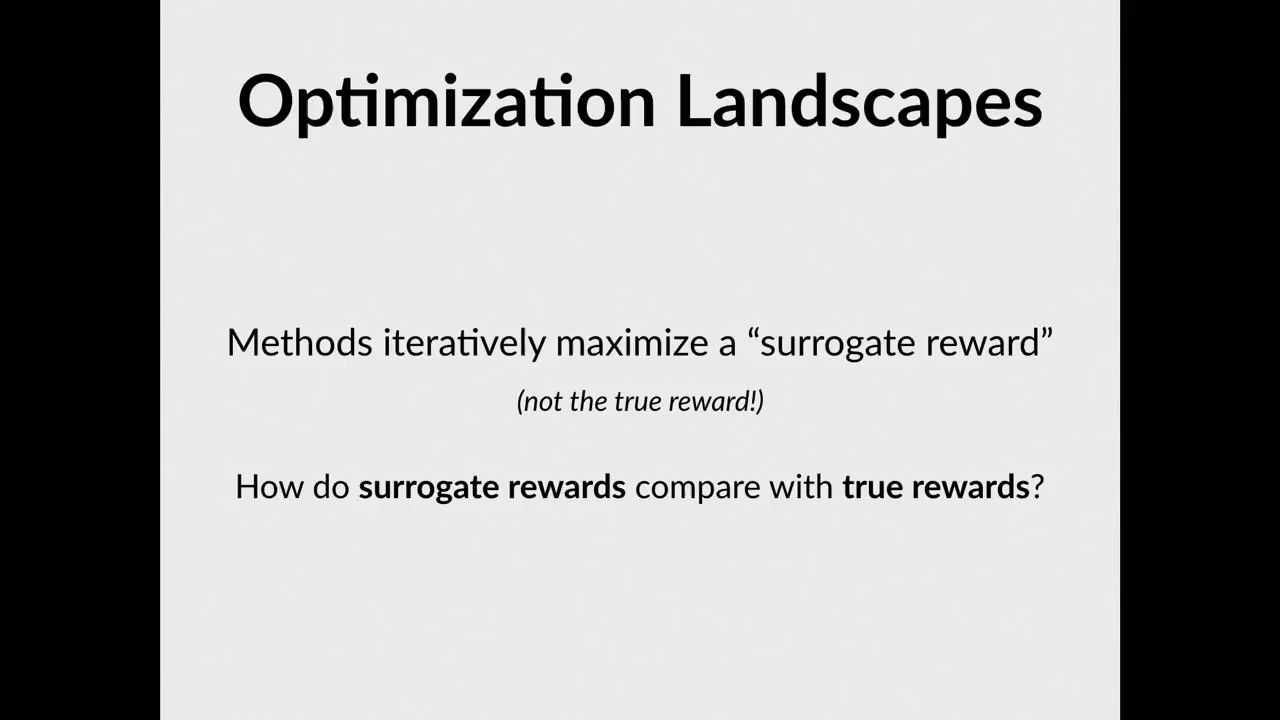 Optimization Landscapes
Methods iteratively maximize a “surrogate reward”
(not the true reward!)
How do surrogate rewards compare with true rewards?